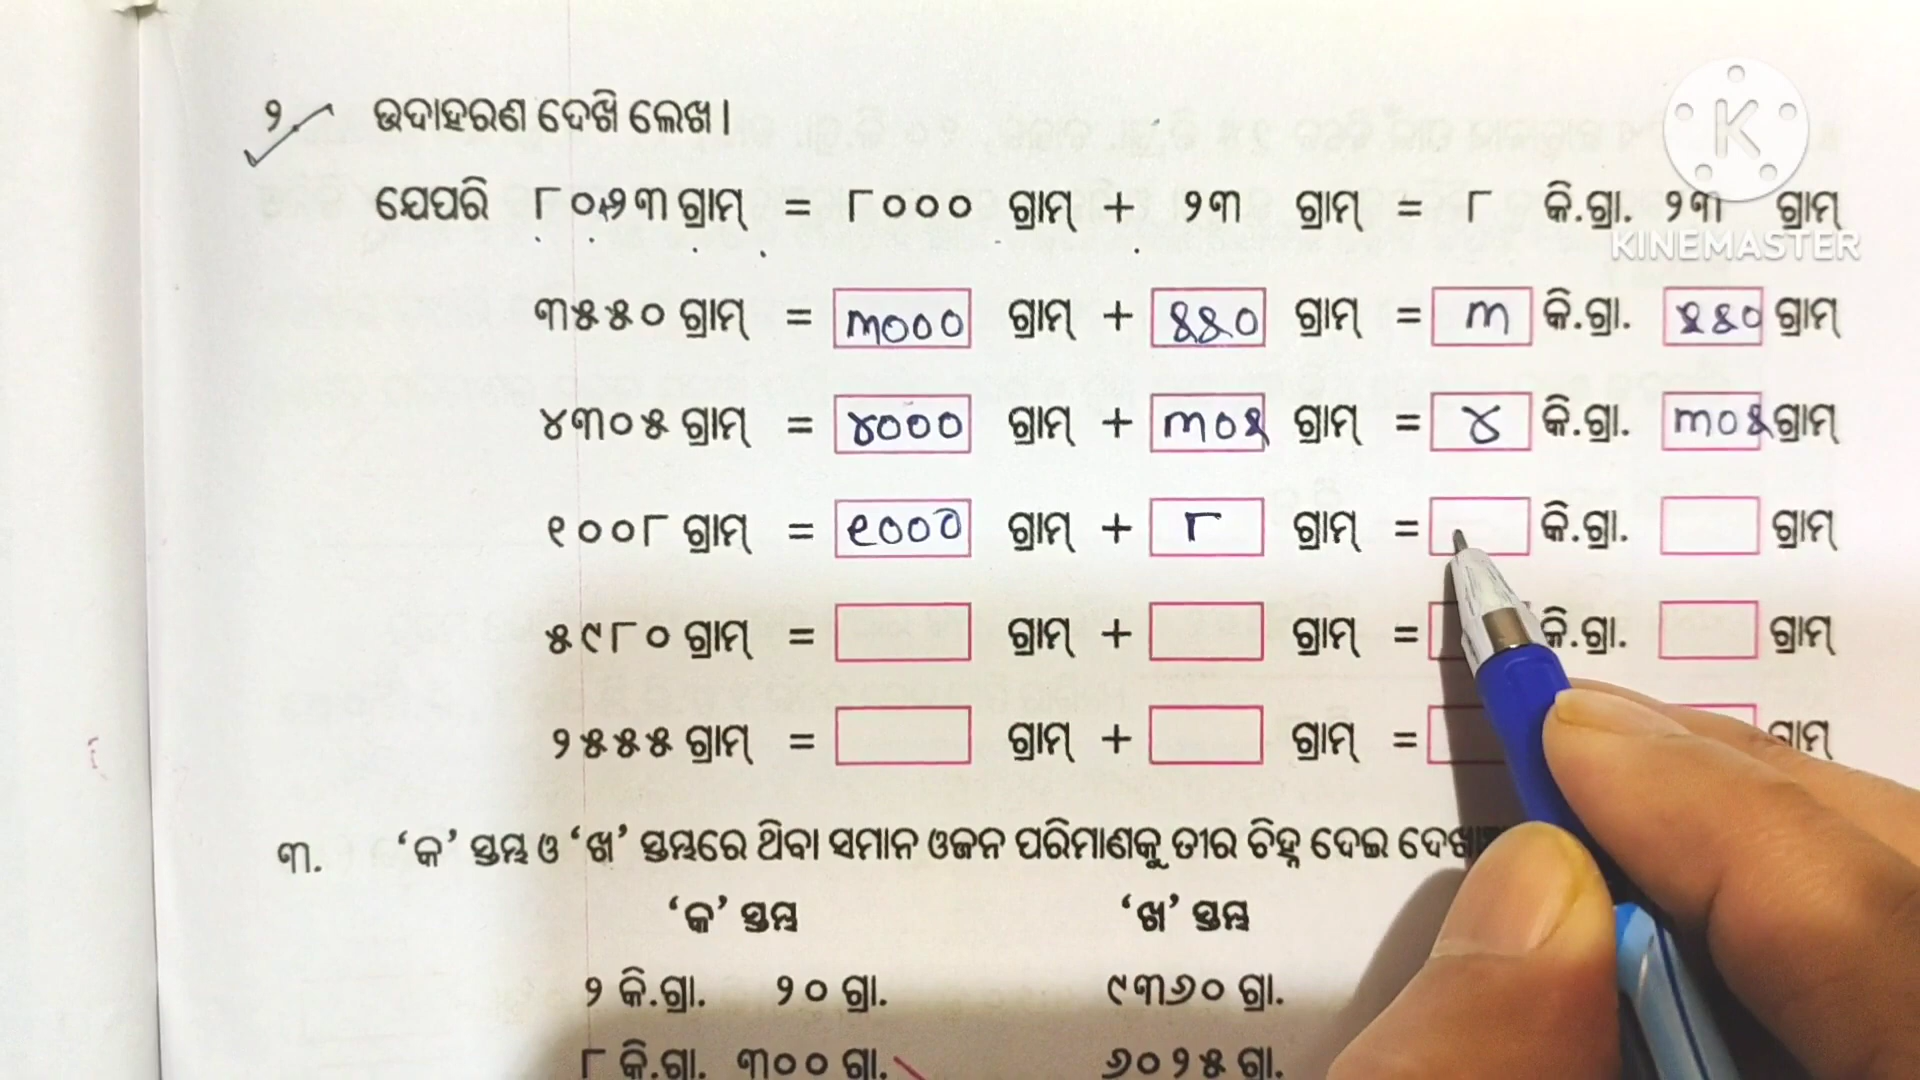 K
KINEMASTER
୨. ଉଦାହରଣ ଦେଖି ଲେଖ।
ଯେପରି ୮୦୨୩ ଗ୍ରାମ୍ = ୮୦୦୦ ଗ୍ରାମ୍ + ୨୩ ଗ୍ରାମ୍ = ୮ କି.ଗ୍ରା. ୨୩ ଗ୍ରାମ୍
୩୫୫୦ ଗ୍ରାମ୍ = ୩୦୦୦ ଗ୍ରାମ୍ + ୫୫୦ ଗ୍ରାମ୍ = ୩ କି.ଗ୍ରା. ୫୫୦ ଗ୍ରାମ୍
୪୩୦୫ ଗ୍ରାମ୍ = ୪୦୦୦ ଗ୍ରାମ୍ + ୩୦୫ ଗ୍ରାମ୍ = ୪ କି.ଗ୍ରା. ୩୦୫ ଗ୍ରାମ୍
୧୦୦୮ ଗ୍ରାମ୍ = ୧୦୦୦ ଗ୍ରାମ୍ + ୮ ଗ୍ରାମ୍ = କି.ଗ୍ରା. ଗ୍ରାମ୍
୫୯୮୦ ଗ୍ରାମ୍ = ଗ୍ରାମ୍ + ଗ୍ରାମ୍ = କି.ଗ୍ରା. ଗ୍ରାମ୍
୨୫୫୫ ଗ୍ରାମ୍ = ଗ୍ରାମ୍ + ଗ୍ରାମ୍ = ଗ୍ରାମ୍
୩. ‘କ’ ସ୍ତମ୍ଭ ଓ ‘ଖ’ ସ୍ତମ୍ଭରେ ଥିବା ସମାନ ଓଜନ ପରିମାଣକୁ ତୀର ଚିହ୍ନ ଦେଇ
‘କ’ ସ୍ତମ୍ଭ ‘ଖ’ ସ୍ତମ୍ଭ
୨ କି.ଗ୍ରା. ୨୦ ଗ୍ରା. ୯୩୬୦ ଗ୍ରା.
୮ କି.ଗ୍ରା. ୩୦୦ ଗ୍ରା. ୬୦୨୫ ଗ୍ରା.